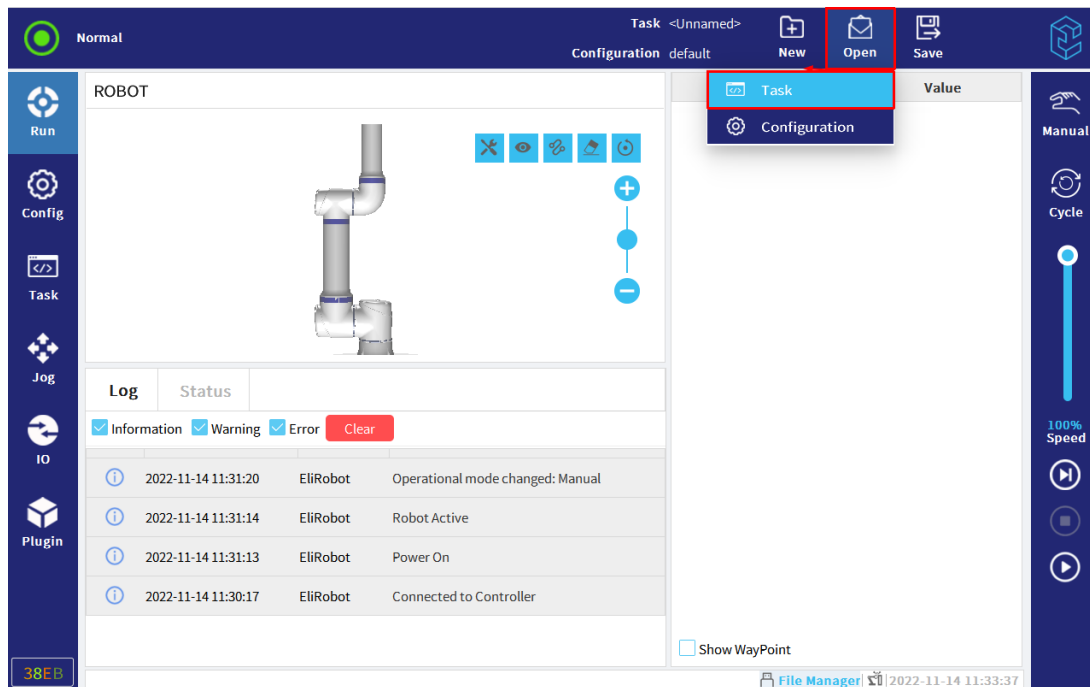 Normal
Task <Unnamed>
Configuration default
New
Open
Save
Task
Configuration
Value
Run
Config
Task
Jog
IO
Plugin
38EB
ROBOT
Log
Status
Information
Warning
Error
Clear
2022-11-14 11:31:20 EliRobot Operational mode changed: Manual
2022-11-14 11:31:14 EliRobot Robot Active
2022-11-14 11:31:13 EliRobot Power On
2022-11-14 11:30:17 EliRobot Connected to Controller
Show WayPoint
Manual
Cycle
100%
Speed
File Manager
2022-11-14 11:33:37